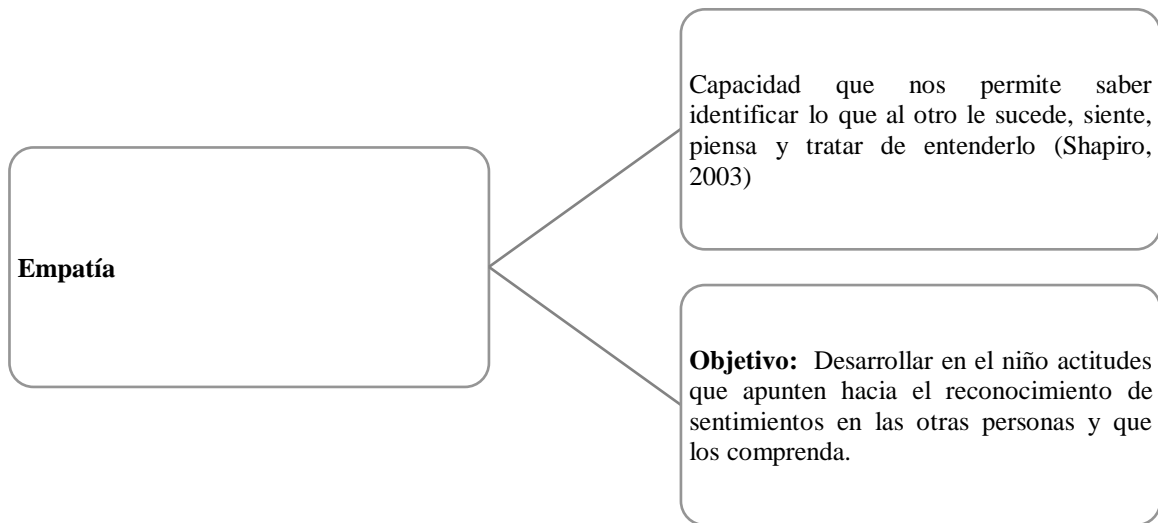 Empatía
Capacidad que nos permite saber
identificar lo que al otro le sucede, siente,
piensa y tratar de entenderlo (Shapiro,
2003)
Objetivo: Desarrollar en el niño actitudes
que apunten hacia el reconocimiento de
sentimientos en las otras personas y que
los comprenda.